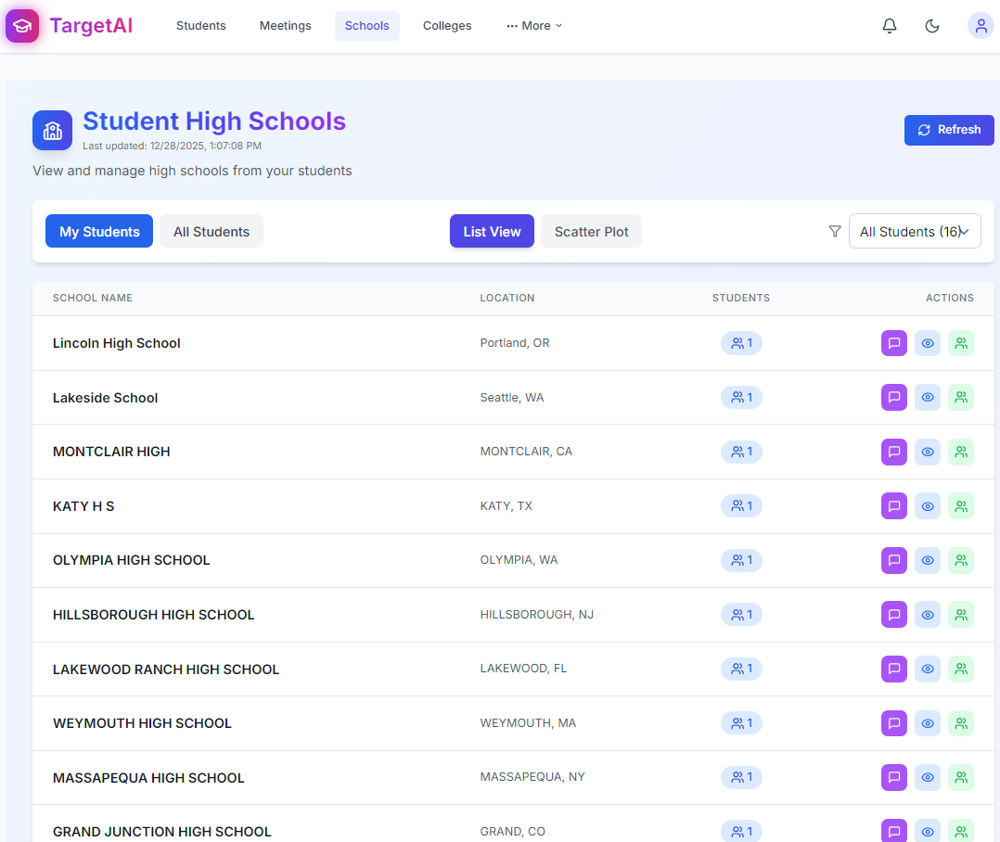 TargetAI
Students Meetings Schools Colleges ··· More
Student High Schools
Last updated: 12/28/2025, 1:07:08 PM
Refresh
View and manage high schools from your students
My Students All Students List View Scatter Plot All Students (16)
SCHOOL NAME LOCATION STUDENTS ACTIONS
Lincoln High School Portland, OR 1
Lakeside School Seattle, WA 1
MONTCLAIR HIGH MONTCLAIR, CA 1
KATY H S KATY, TX 1
OLYMPIA HIGH SCHOOL OLYMPIA, WA 1
HILLSBOROUGH HIGH SCHOOL HILLSBOROUGH, NJ 1
LAKEWOOD RANCH HIGH SCHOOL LAKEWOOD, FL 1
WEYMOUTH HIGH SCHOOL WEYMOUTH, MA 1
MASSAPEQUA HIGH SCHOOL MASSAPEQUA, NY 1
GRAND JUNCTION HIGH SCHOOL GRAND, CO 1